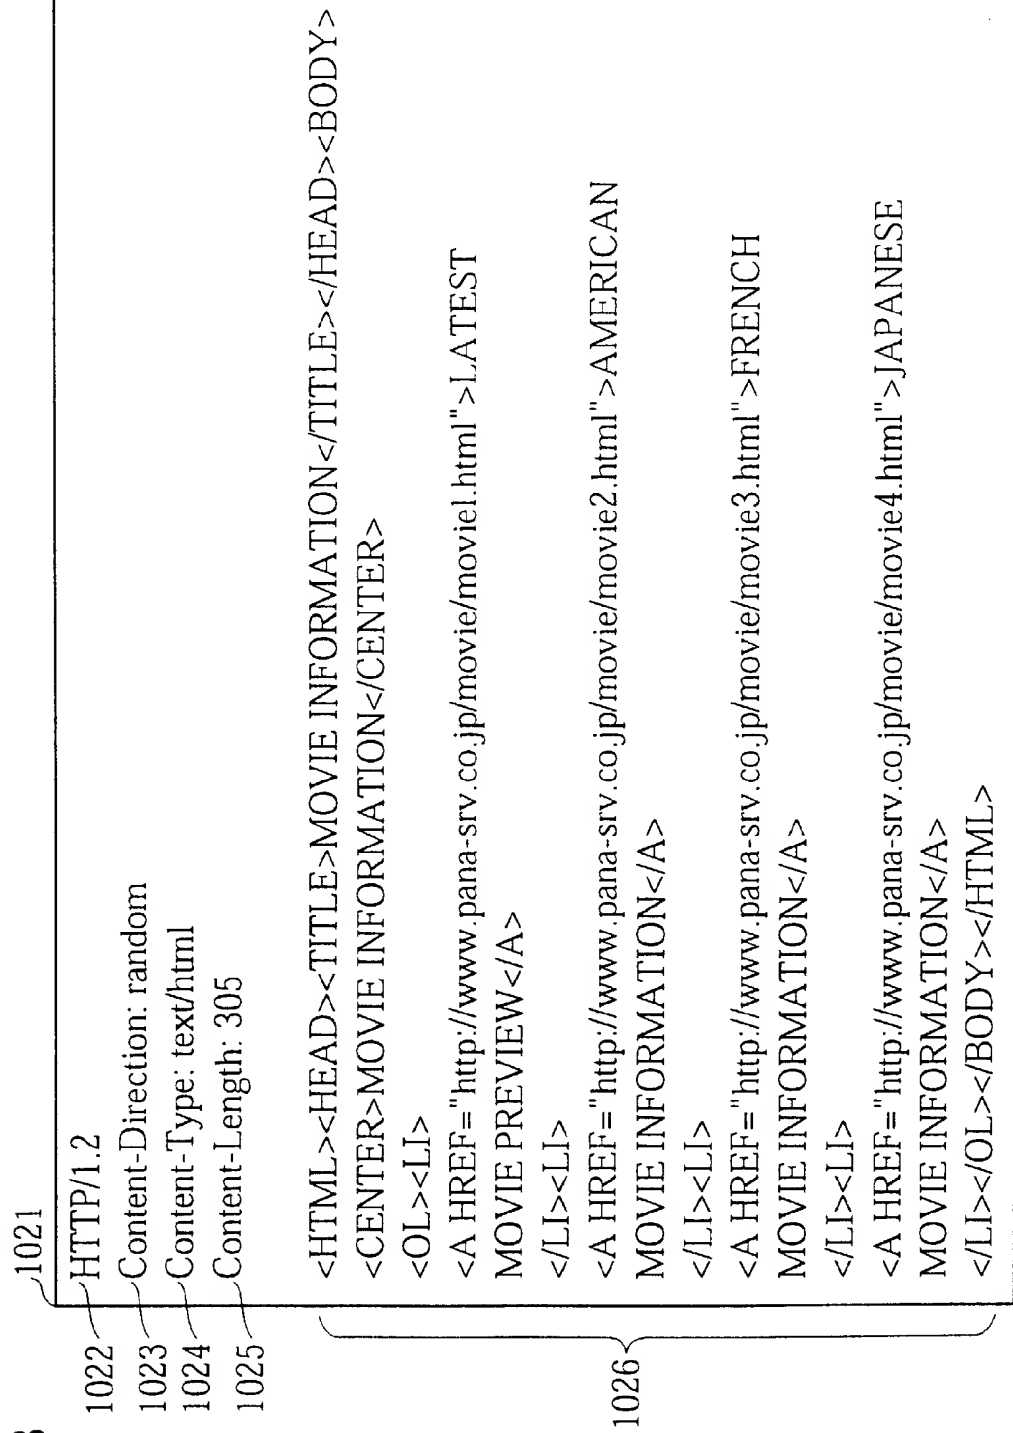 1021
1022 HTTP/1.2
1023 Content-Direction: random
1024 Content-Type: text/html
1025 Content-Length: 305
1026
<HTML><HEAD><TITLE>MOVIE INFORMATION</TITLE></HEAD><BODY>
<CENTER>MOVIE INFORMATION</CENTER>
<OL><LI>
<A HREF="http://www.pana-srv.co.jp/movie/movie1.html">LATEST
MOVIE PREVIEW</A>
</LI><LI>
<A HREF="http://www.pana-srv.co.jp/movie/movie2.html">AMERICAN
MOVIE INFORMATION</A>
</LI><LI>
<A HREF="http://www.pana-srv.co.jp/movie/movie3.html">FRENCH
MOVIE INFORMATION</A>
</LI><LI>
<A HREF="http://www.pana-srv.co.jp/movie/movie4.html">JAPANESE
MOVIE INFORMATION</A>
</LI></OL></BODY></HTML>